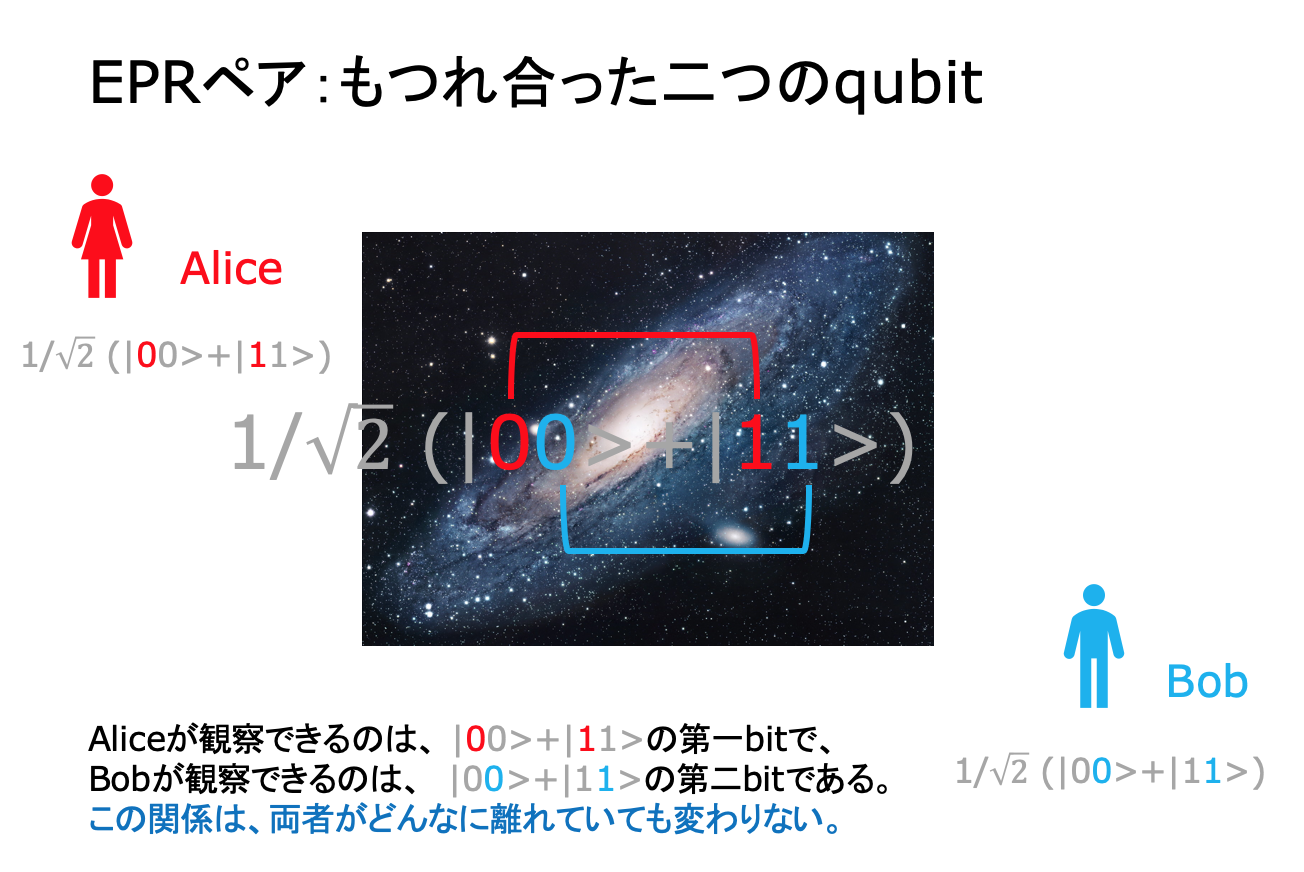 EPRペア：もつれ合った二つのqubit
Alice
1/√2 (|00>+|11>)
1/√2 (|00>+|11>)
Bob
1/√2 (|00>+|11>)
Aliceが観察できるのは、 |00>+|11>の第一bitで、
Bobが観察できるのは、 |00>+|11>の第二bitである。
この関係は、両者がどんなに離れていても変わりない。